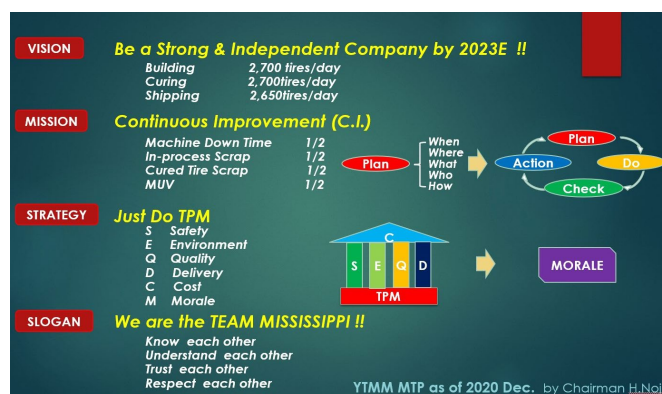 VISION
Be a Strong & Independent Company by 2023E !!
Building 2,700 tires/day
Curing 2,700tires/day
Shipping 2,650tires/day
MISSION
Continuous Improvement (C.I.)
Machine Down Time 1/2
In-process Scrap 1/2
Cured Tire Scrap 1/2
MUV 1/2
Plan
When
Where
What
Who
How
Plan
Do
Check
Action
STRATEGY
Just Do TPM
S Safety
E Environment
Q Quality
D Delivery
C Cost
M Morale
C
S E Q D
TPM
MORALE
SLOGAN
We are the TEAM MISSISSIPPI !!
Know each other
Understand each other
Trust each other
Respect each other
YTMM MTP as of 2020 Dec. by Chairman H.Noji